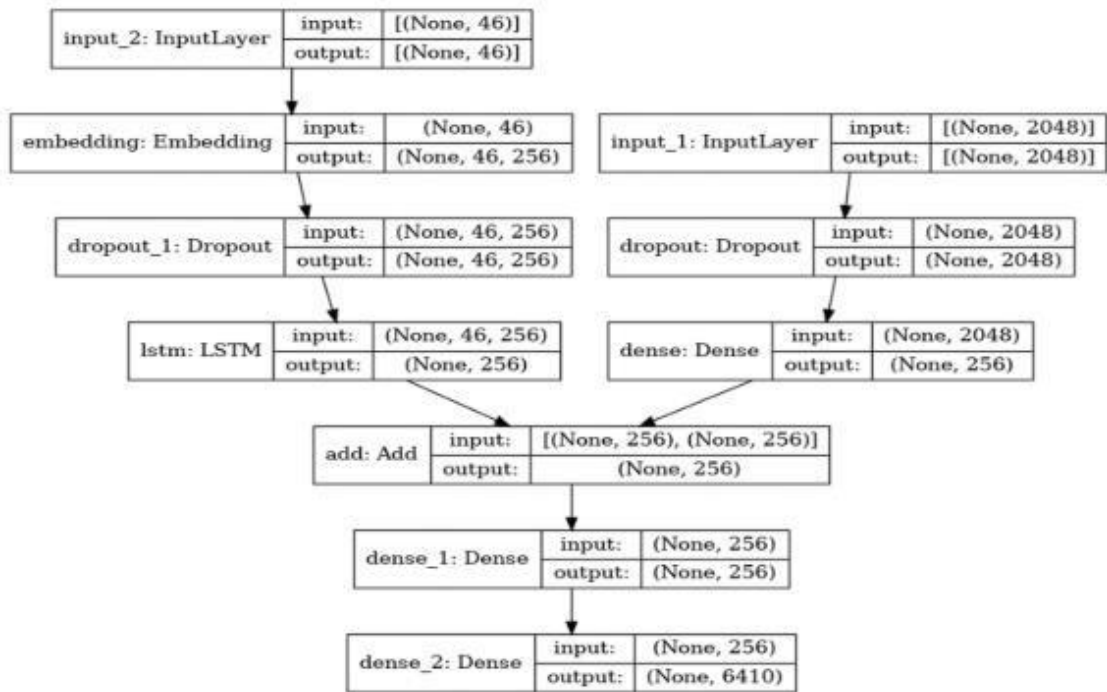 input_2: InputLayer
input: [(None, 46)]
output: [(None, 46)]
embedding: Embedding
input: (None, 46)
output: (None, 46, 256)
input_1: InputLayer
input: [(None, 2048)]
output: [(None, 2048)]
dropout_1: Dropout
input: (None, 46, 256)
output: (None, 46, 256)
dropout: Dropout
input: (None, 2048)
output: (None, 2048)
lstm: LSTM
input: (None, 46, 256)
output: (None, 256)
dense: Dense
input: (None, 2048)
output: (None, 256)
add: Add
input: [(None, 256), (None, 256)]
output: (None, 256)
dense_1: Dense
input: (None, 256)
output: (None, 256)
dense_2: Dense
input: (None, 256)
output: (None, 6410)